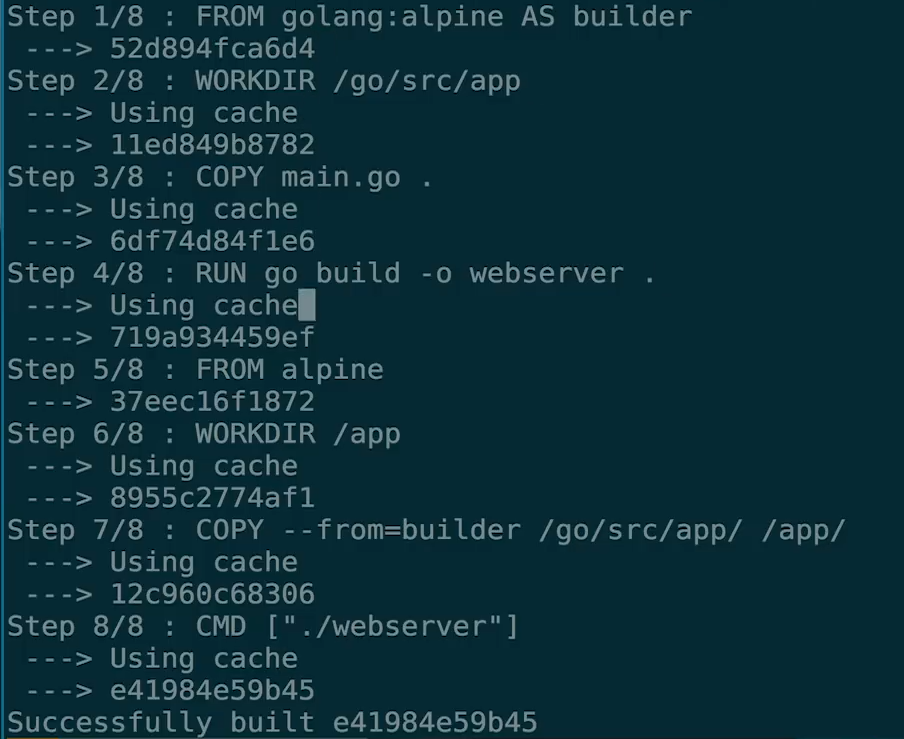 Step 1/8 : FROM golang:alpine AS builder
---> 52d894fca6d4
Step 2/8 : WORKDIR /go/src/app
---> Using cache
---> 11ed849b8782
Step 3/8 : COPY main.go .
---> Using cache
---> 6df74d84f1e6
Step 4/8 : RUN go build -o webserver .
---> Using cache
---> 719a934459ef
Step 5/8 : FROM alpine
---> 37eec16f1872
Step 6/8 : WORKDIR /app
---> Using cache
---> 8955c2774af1
Step 7/8 : COPY --from=builder /go/src/app/ /app/
---> Using cache
---> 12c960c68306
Step 8/8 : CMD ["./webserver"]
---> Using cache
---> e41984e59b45
Successfully built e41984e59b45